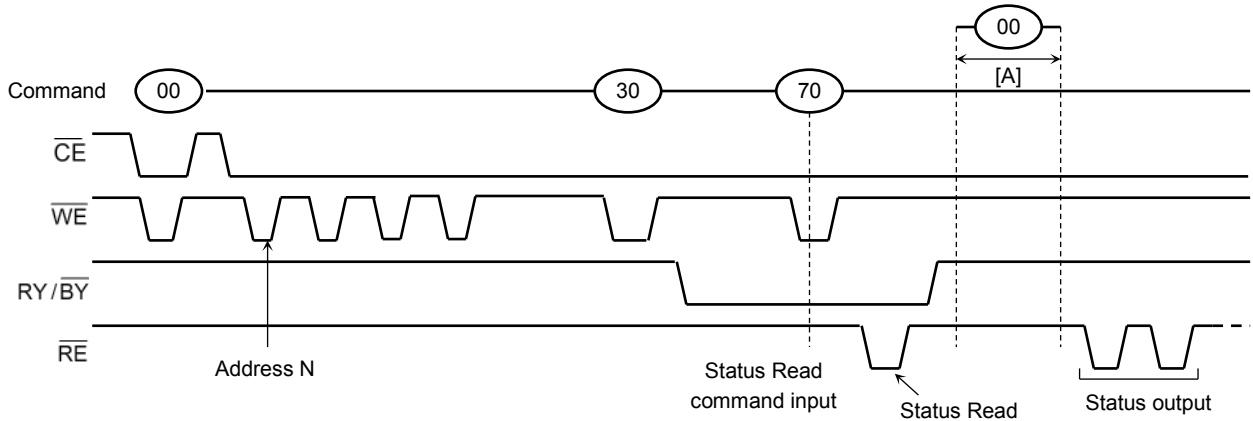 00
[A]
Command 00 30 70
CE
WE
RY/BY
RE
Address N
Status Read
command input
Status Read
Status output